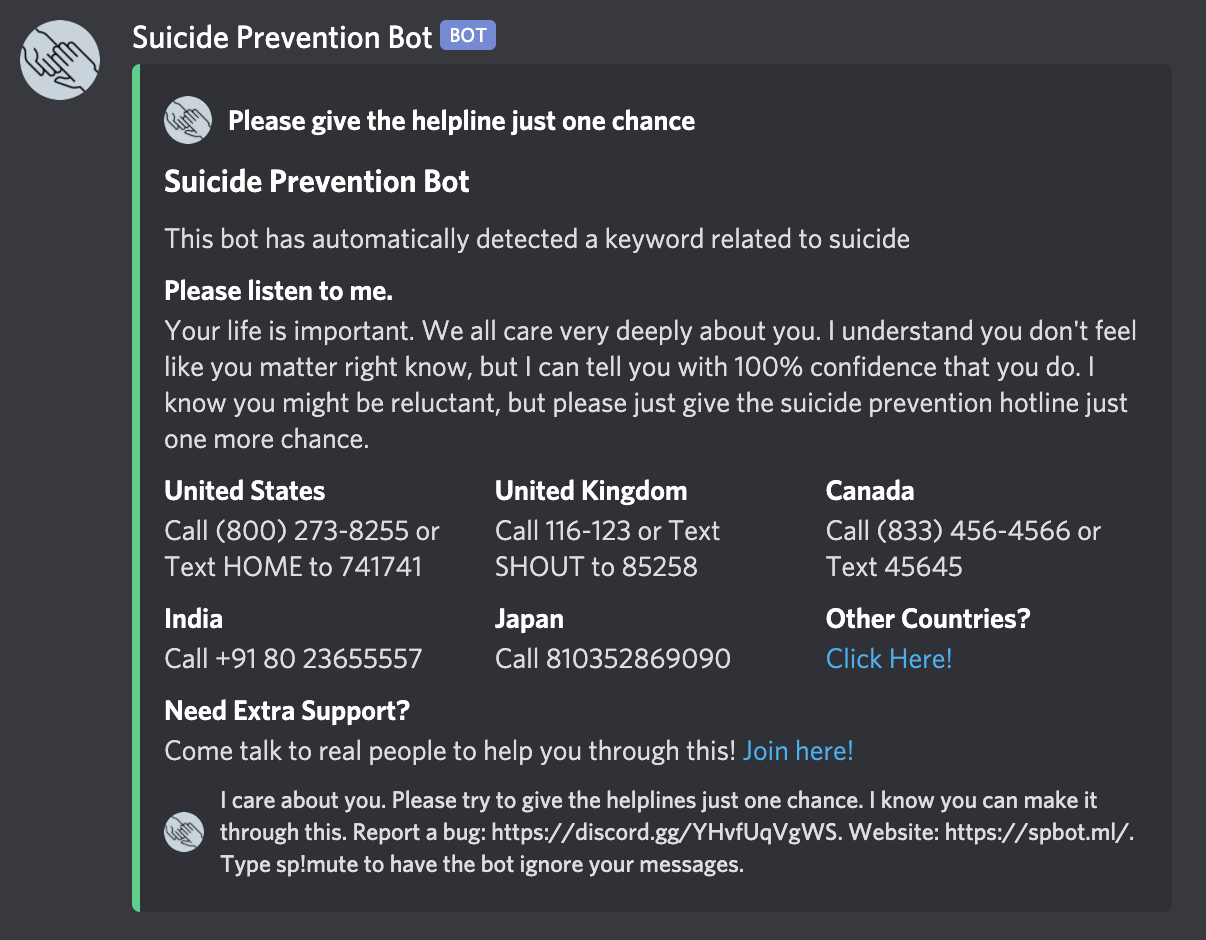 Suicide Prevention Bot BOT
Please give the helpline just one chance
Suicide Prevention Bot
This bot has automatically detected a keyword related to suicide
Please listen to me.
Your life is important. We all care very deeply about you. I understand you don't feel
like you matter right know, but I can tell you with 100% confidence that you do. I
know you might be reluctant, but please just give the suicide prevention hotline just
one more chance.
United States
Call (800) 273-8255 or
Text HOME to 741741
United Kingdom
Call 116-123 or Text
SHOUT to 85258
Canada
Call (833) 456-4566 or
Text 45645
India
Call +91 80 23655557
Japan
Call 810352869090
Other Countries?
Click Here!
Need Extra Support?
Come talk to real people to help you through this! Join here!
I care about you. Please try to give the helplines just one chance. I know you can make it
through this. Report a bug: https://discord.gg/YHvfUqVgWS. Website: https://spbot.ml/.
Type sp!mute to have the bot ignore your messages.